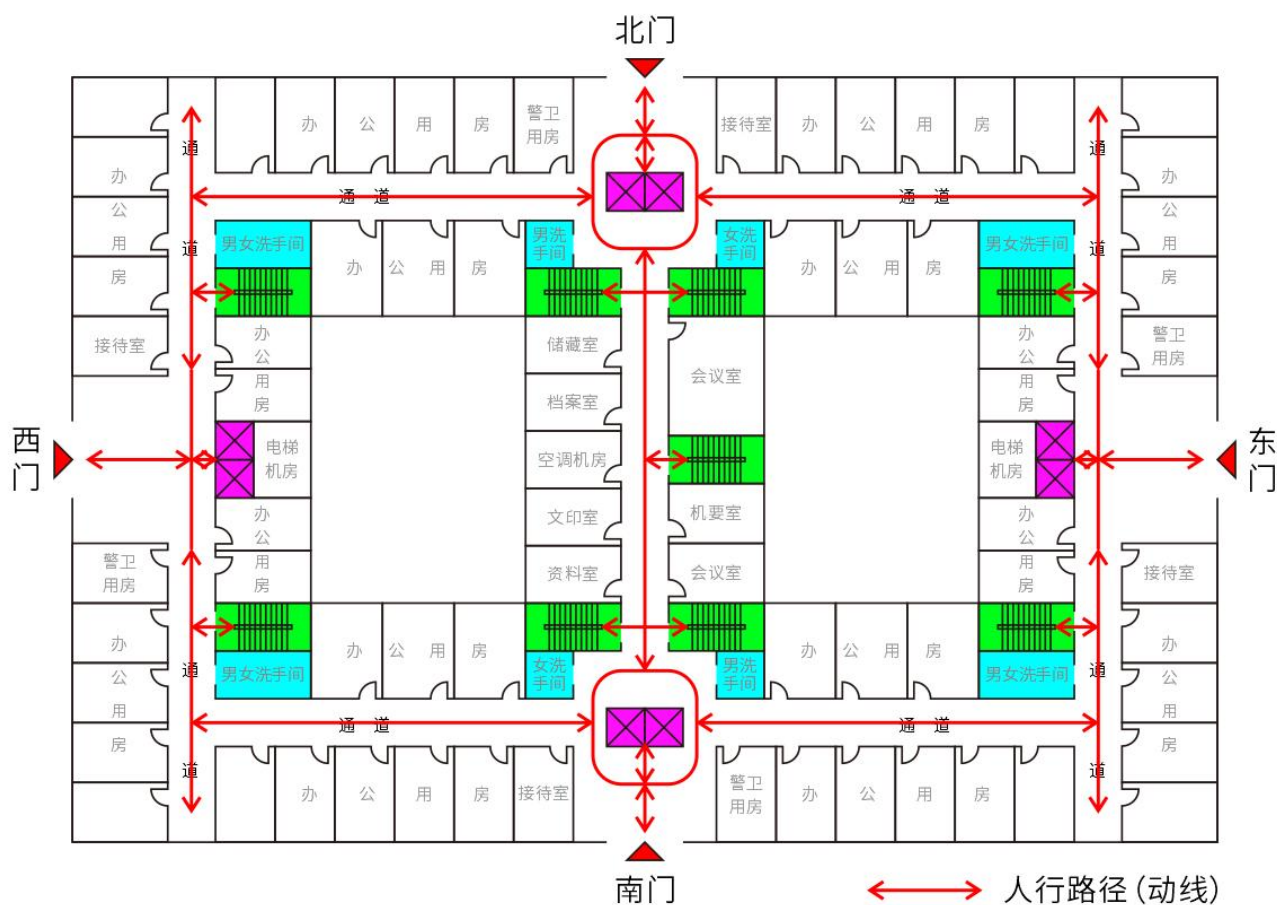 北门
警卫
用房
办 公 用 房
接待室
办 公 用 房
通
通
办
公
用
房
办
公
用
房
通 道
通 道
道
道
男女洗手间
男洗
手间
女洗
手间
男女洗手间
办 公 用 房
办 公 用 房
接待室
办
公
用
房
储藏室
会议室
办
公
用
房
警卫
用房
档案室
西
门
电梯
机房
空调机房
电梯
机房
东
门
办
公
用
房
文印室
机要室
办
公
用
房
警卫
用房
资料室
会议室
接待室
办
公
用
房
办 公 用 房
办 公 用 房
办
公
用
房
男女洗手间
女洗
手间
男洗
手间
男女洗手间
通
通
通 道
通 道
道
道
办 公 用 房
接待室
警卫
用房
办 公 用 房
南门
人行路径(动线)